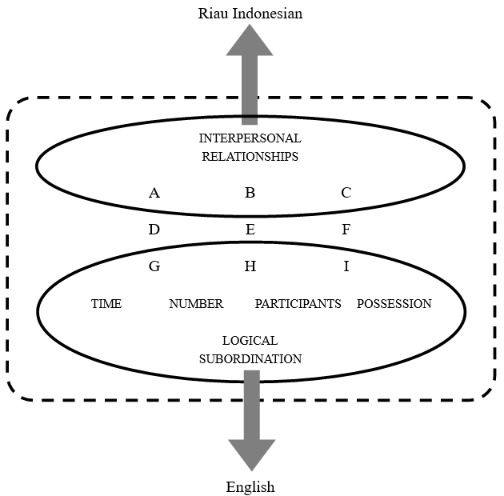 Riau Indonesian
INTERPERSONAL
RELATIONSHIPS
A B C
D E F
G H I
TIME NUMBER PARTICIPANTS POSSESSION
LOGICAL
SUBORDINATION
English